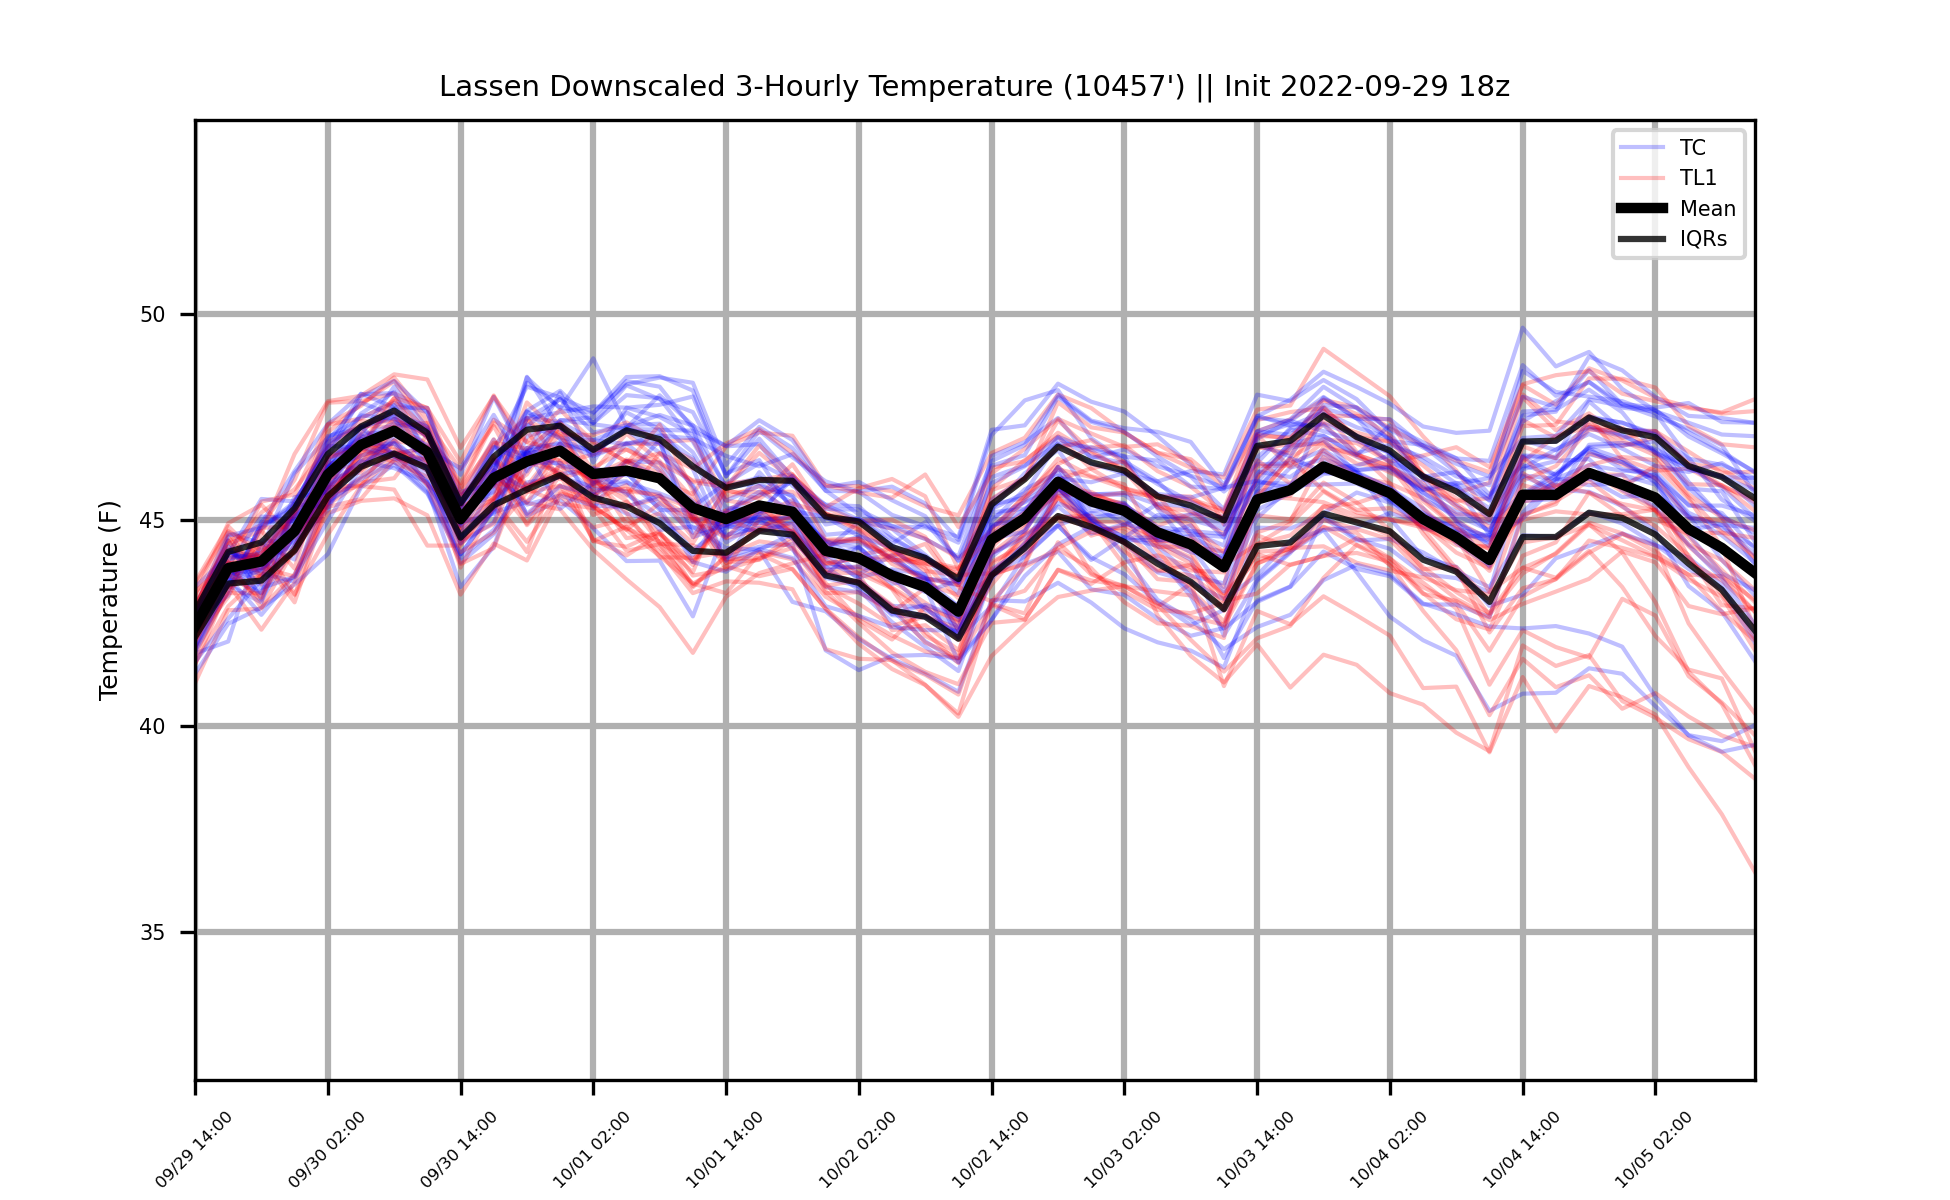 Lassen Downscaled 3-Hourly Temperature (10457') || Init 2022-09-29 18z
TC
TL1
Mean
IQRs
Temperature (F)
50
45
40
35
09/29 14:00
09/30 02:00
09/30 14:00
10/01 02:00
10/01 14:00
10/02 02:00
10/02 14:00
10/03 02:00
10/03 14:00
10/04 02:00
10/04 14:00
10/05 02:00